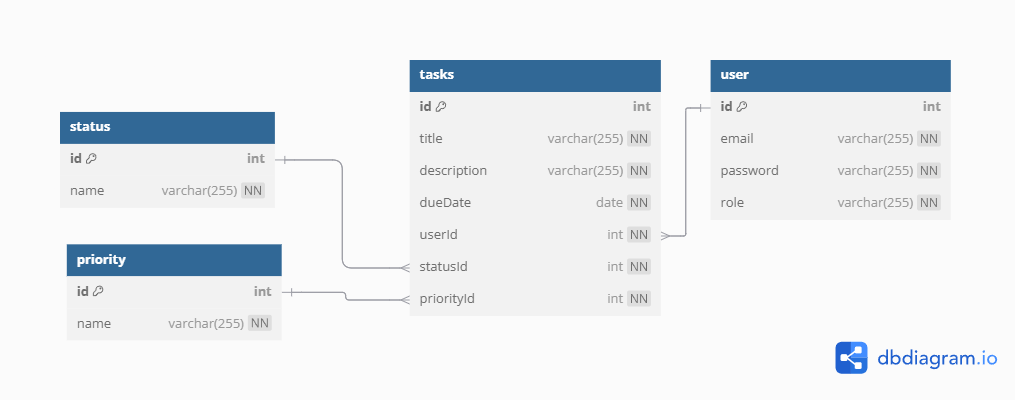 status
id int
name varchar(255) NN
priority
id int
name varchar(255) NN
tasks
id int
title varchar(255) NN
description varchar(255) NN
dueDate date NN
userId int NN
statusId int NN
priorityId int NN
user
id int
email varchar(255) NN
password varchar(255) NN
role varchar(255) NN
dbdiagram.io